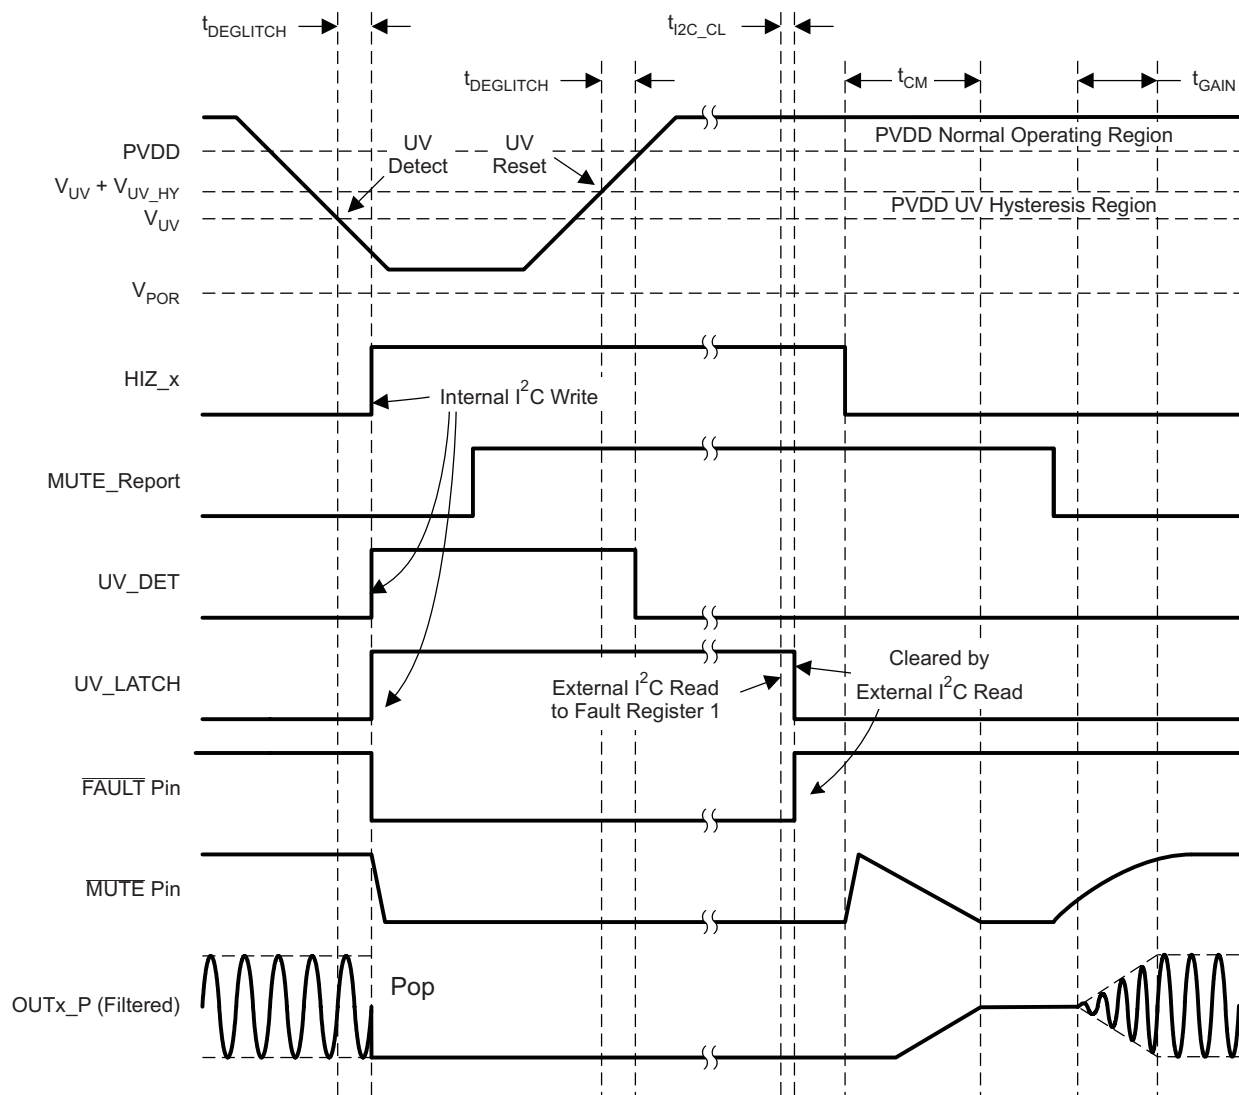 tDEGLITCH
tI2C_CL
tDEGLITCH
tCM
tGAIN
PVDD Normal Operating Region
UV
Detect
UV
Reset
PVDD
VUV + VUV_HY
PVDD UV Hysteresis Region
VUV
VPOR
HIZ_x
Internal I2C Write
MUTE_Report
UV_DET
UV_LATCH
External I2C Read
to Fault Register 1
Cleared by
External I2C Read
FAULT Pin
MUTE Pin
Pop
OUTx_P (Filtered)